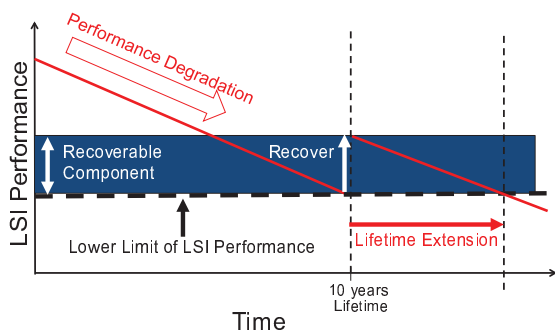 Performance Degradation
LSI Performance
Recoverable
Component
Recover
Lower Limit of LSI Performance
Lifetime Extension
10 years
Lifetime
Time